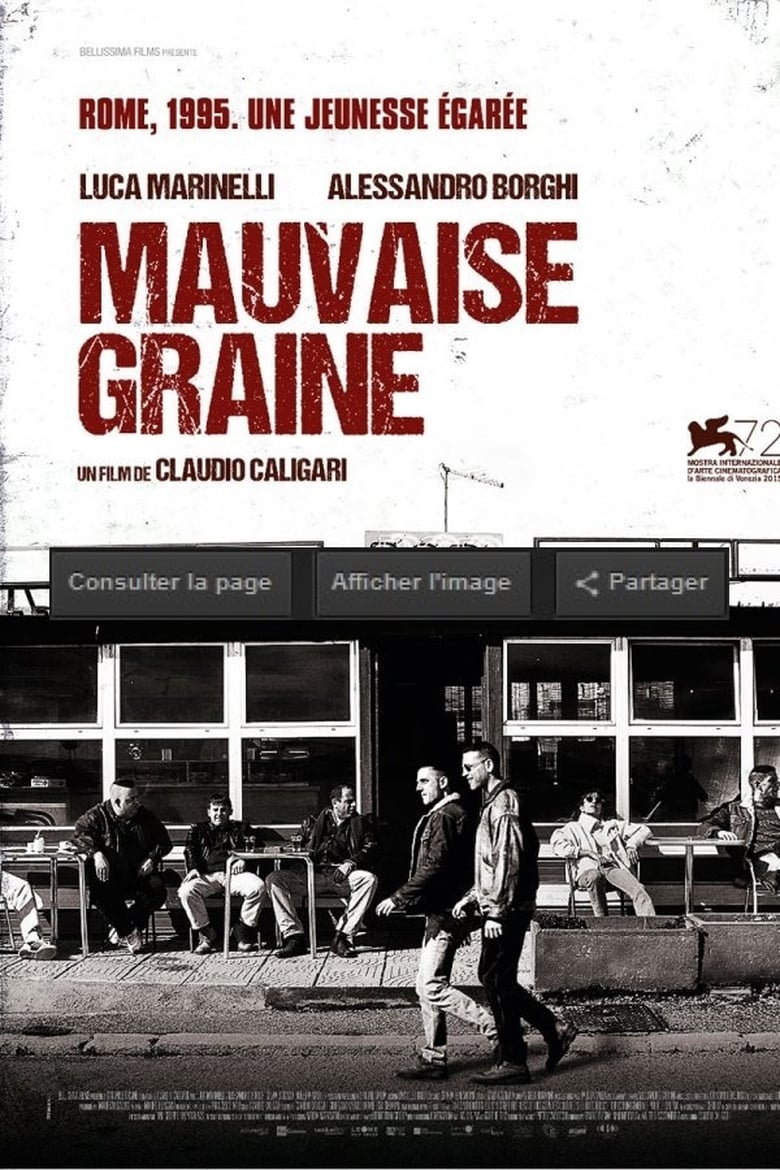 BELLISSIMA FILMS PRÉSENTE
ROME, 1995. UNE JEUNESSE ÉGARÉE
LUCA MARINELLI ALESSANDRO BORGHI
MAUVAISE
GRAINE
UN FILM DE CLAUDIO CALIGARI
72
MOSTRA INTERNAZIONALE
D'ARTE CINEMATOGRAFICA
la Biennale di Venezia 2015
Consulter la page Afficher l'image Partager